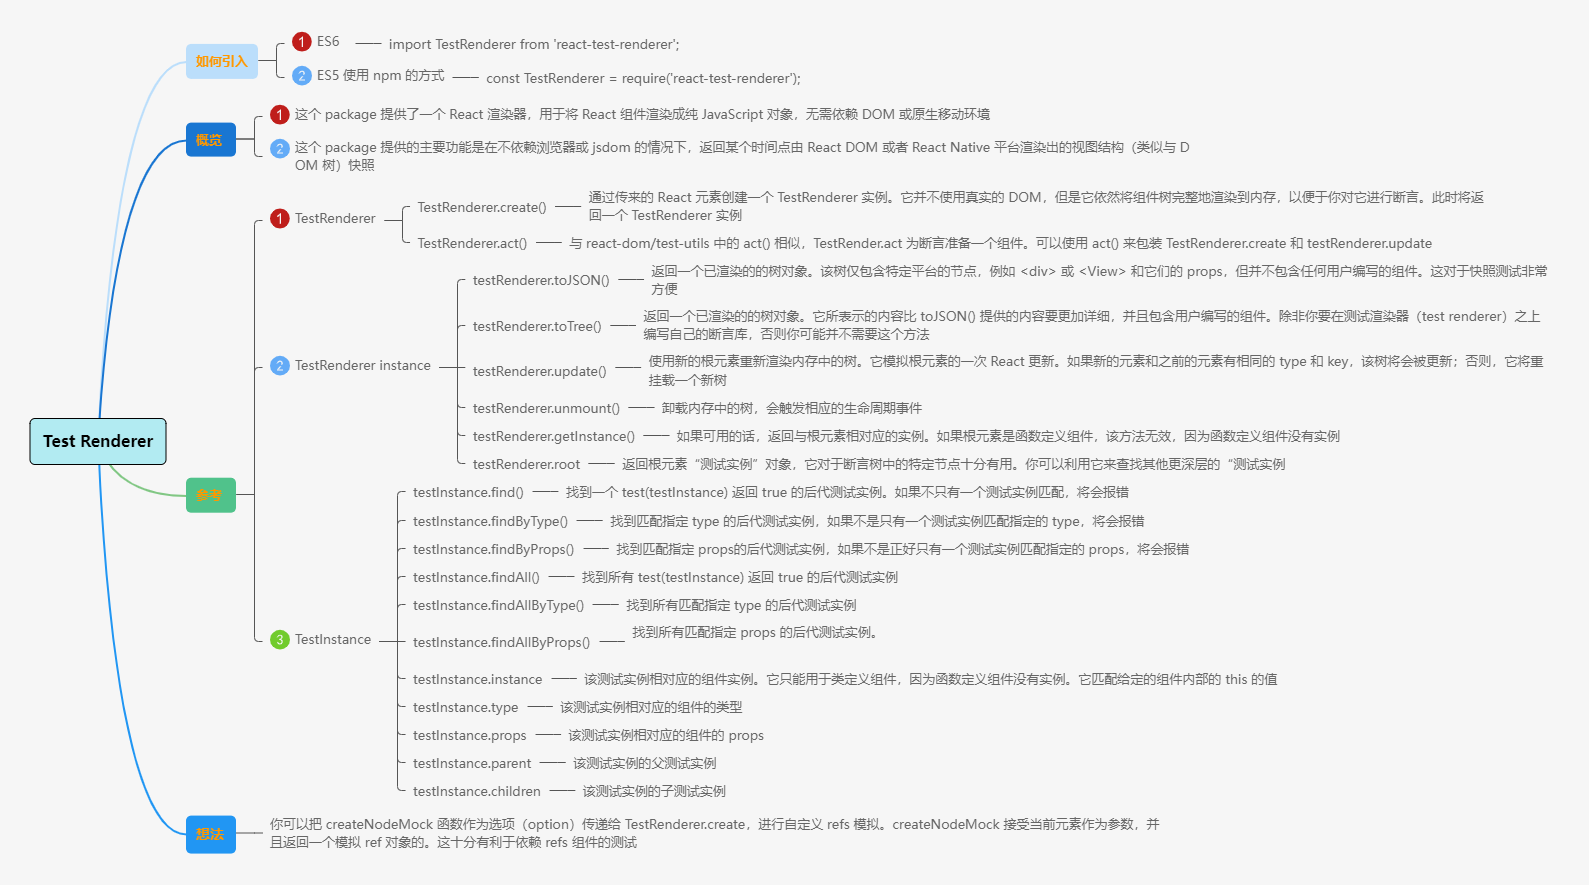 Test Renderer
如何引入
1 ES6
import TestRenderer from 'react-test-renderer';
2 ES5 使用 npm 的方式
const TestRenderer = require('react-test-renderer');
概览
1 这个 package 提供了一个 React 渲染器，用于将 React 组件渲染成纯 JavaScript 对象，无需依赖 DOM 或原生移动环境
2 这个 package 提供的主要功能是在不依赖浏览器或 jsdom 的情况下，返回某个时间点由 React DOM 或者 React Native 平台渲染出的视图结构（类似与 D
OM 树）快照
参考
1 TestRenderer
TestRenderer.create()
通过传来的 React 元素创建一个 TestRenderer 实例。它并不使用真实的 DOM，但是它依然将组件树完整地渲染到内存，以便于你对它进行断言。此时将返
回一个 TestRenderer 实例
TestRenderer.act()
与 react-dom/test-utils 中的 act() 相似，TestRender.act 为断言准备一个组件。可以使用 act() 来包装 TestRenderer.create 和 testRenderer.update
2 TestRenderer instance
testRenderer.toJSON()
返回一个已渲染的的树对象。该树仅包含特定平台的节点，例如 <div> 或 <View> 和它们的 props，但并不包含任何用户编写的组件。这对于快照测试非常
方便
testRenderer.toTree()
返回一个已渲染的的树对象。它所表示的内容比 toJSON() 提供的内容要更加详细，并且包含用户编写的组件。除非你要在测试渲染器（test renderer）之上
编写自己的断言库，否则你可能并不需要这个方法
testRenderer.update()
使用新的根元素重新渲染内存中的树。它模拟根元素的一次 React 更新。如果新的元素和之前的元素有相同的 type 和 key，该树将会被更新；否则，它将重
挂载一个新树
testRenderer.unmount()
卸载内存中的树，会触发相应的生命周期事件
testRenderer.getInstance()
如果可用的话，返回与根元素相对应的实例。如果根元素是函数定义组件，该方法无效，因为函数定义组件没有实例
testRenderer.root
返回根元素“测试实例”对象，它对于断言树中的特定节点十分有用。你可以利用它来查找其他更深层的“测试实例
3 TestInstance
testInstance.find()
找到一个 test(testInstance) 返回 true 的后代测试实例。如果不只有一个测试实例匹配，将会报错
testInstance.findByType()
找到匹配指定 type 的后代测试实例，如果不是只有一个测试实例匹配指定的 type，将会报错
testInstance.findByProps()
找到匹配指定 props的后代测试实例，如果不是正好只有一个测试实例匹配指定的 props，将会报错
testInstance.findAll()
找到所有 test(testInstance) 返回 true 的后代测试实例
testInstance.findAllByType()
找到所有匹配指定 type 的后代测试实例
testInstance.findAllByProps()
找到所有匹配指定 props 的后代测试实例。
testInstance.instance
该测试实例相对应的组件实例。它只能用于类定义组件，因为函数定义组件没有实例。它匹配给定的组件内部的 this 的值
testInstance.type
该测试实例相对应的组件的类型
testInstance.props
该测试实例相对应的组件的 props
testInstance.parent
该测试实例的父测试实例
testInstance.children
该测试实例的子测试实例
想法
你可以把 createNodeMock 函数作为选项（option）传递给 TestRenderer.create，进行自定义 refs 模拟。createNodeMock 接受当前元素作为参数，并
且返回一个模拟 ref 对象的。这十分有利于依赖 refs 组件的测试